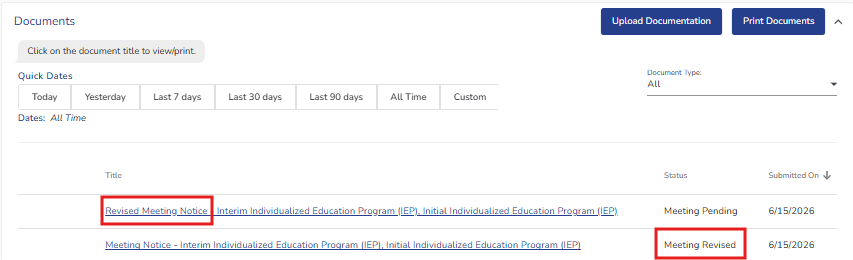 Documents
Upload Documentation
Print Documents
Click on the document title to view/print.
Quick Dates
Document Type:
All
Today
Yesterday
Last 7 days
Last 30 days
Last 90 days
All Time
Custom
Dates: All Time
Title
Status
Submitted On
Revised Meeting Notice - Interim Individualized Education Program (IEP), Initial Individualized Education Program (IEP)
Meeting Pending
6/15/2026
Meeting Notice - Interim Individualized Education Program (IEP), Initial Individualized Education Program (IEP)
Meeting Revised
6/15/2026